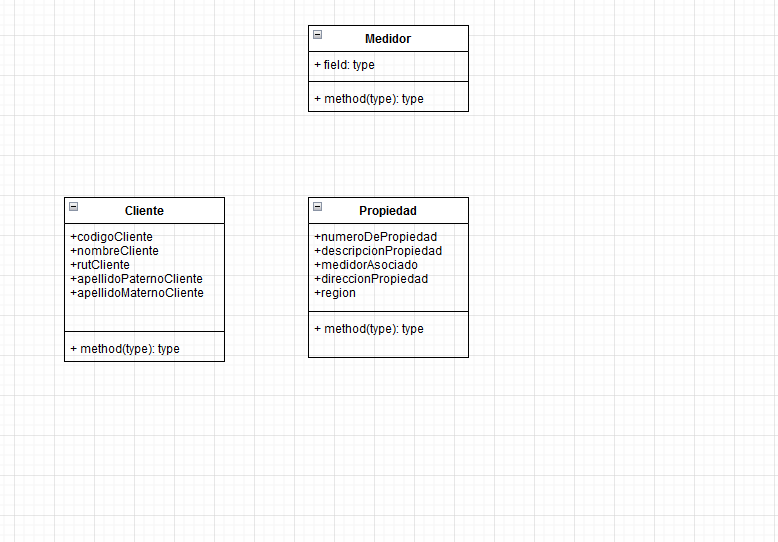 Medidor
+ field: type
+ method(type): type
Cliente
+codigoCliente
+nombreCliente
+rutCliente
+apellidoPaternoCliente
+apellidoMaternoCliente
+ method(type): type
Propiedad
+numeroDePropiedad
+descripcionPropiedad
+medidorAsociado
+direccionPropiedad
+region
+ method(type): type